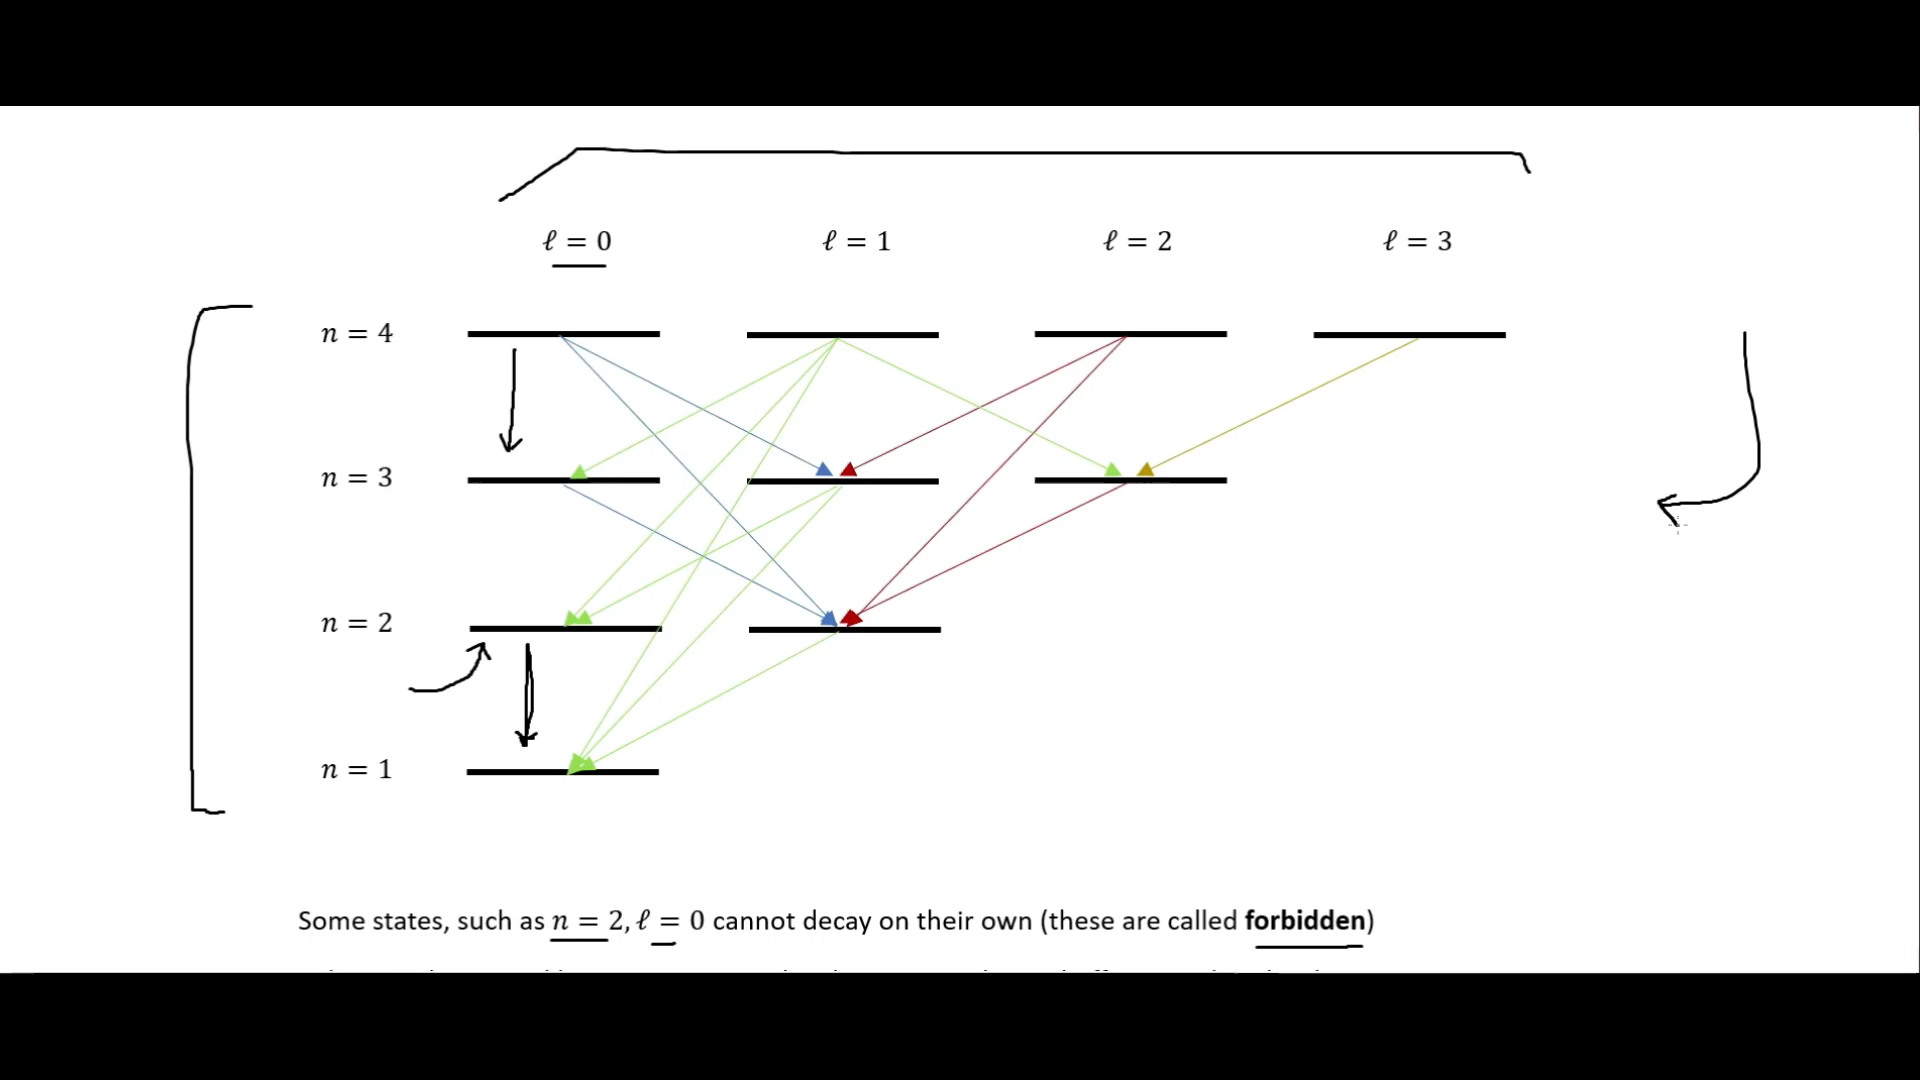 ℓ = 0 ℓ = 1 ℓ = 2 ℓ = 3
n = 4
n = 3
n = 2
n = 1
Some states, such as n = 2, ℓ = 0 cannot decay on their own (these are called forbidden)